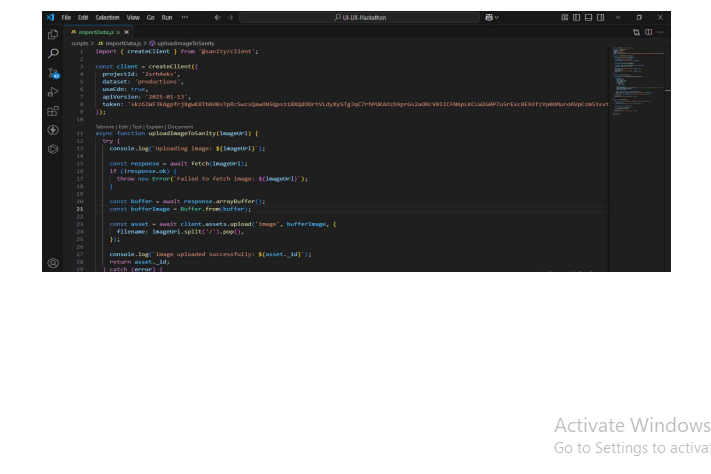 File Edit Selection View Go Run ···
UI-UX-Hackathon
JS importData.js U
scripts > JS importData.js > uploadImageToSanity
1 import { createClient } from '@sanity/client';
2
3 const client = createClient({
4 projectId:
5 dataset: 'productions',
6 useCdn: true,
7 apiVersion: '2025-01-13',
8 token:
9 });
10
Tabnine | Edit | Test | Explain | Document
11 async function uploadImageToSanity(imageUrl) {
12 try {
13 console.log(`Uploading image: ${imageUrl}`);
14
15 const response = await fetch(imageUrl);
16 if (!response.ok) {
17 throw new Error(`Failed to fetch image: ${imageUrl}`);
18 }
19
20 const buffer = await response.arrayBuffer();
21 const bufferImage = Buffer.from(buffer);
22
23 const asset = await client.assets.upload('image', bufferImage, {
24 filename: imageUrl.split('/').pop(),
25 });
26
27 console.log(`Image uploaded successfully: ${asset._id}`);
28 return asset._id;
29 } catch (error) {
Activate Windows
Go to Settings to activat